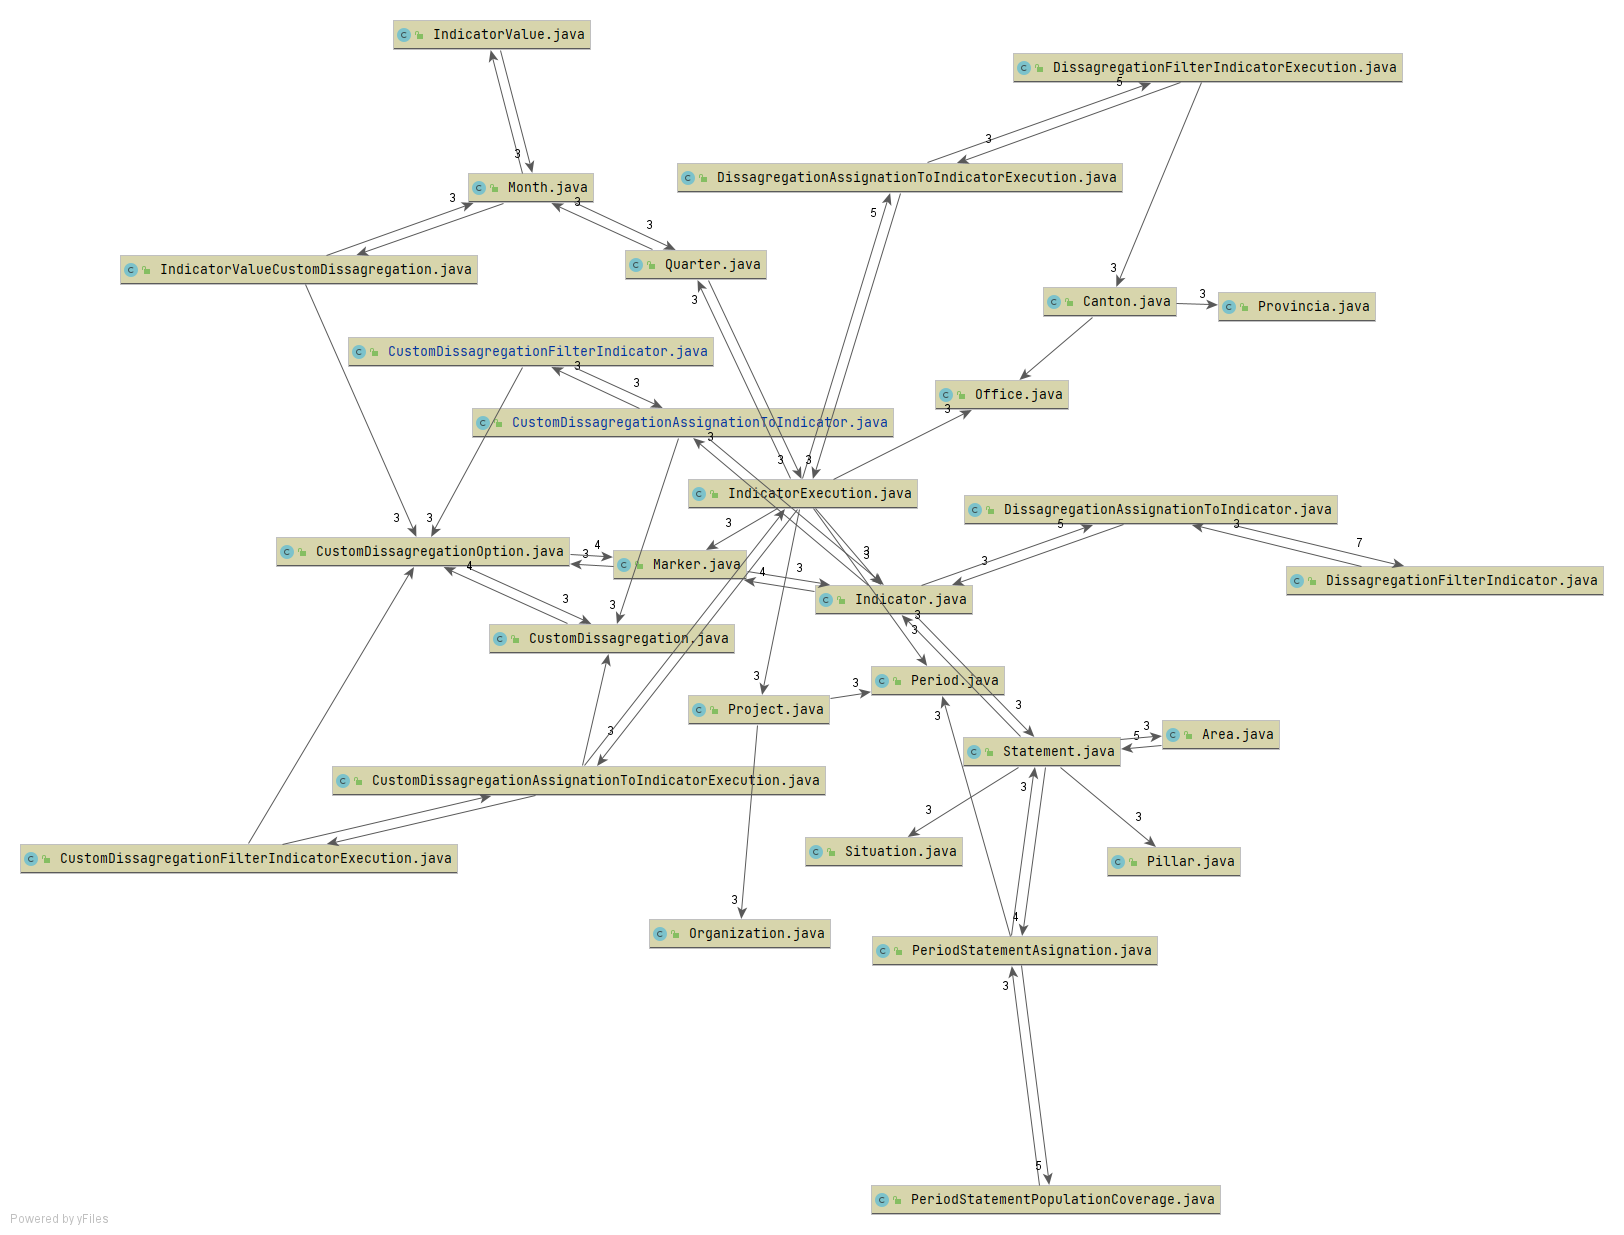 IndicatorValue.java
DissagregationFilterIndicatorExecution.java
5
3
3
DissagregationAssignationToIndicatorExecution.java
Month.java
3
3
5
3
IndicatorValueCustomDissagregation.java
Quarter.java
3
3
Canton.java
3
Provincia.java
CustomDissagregationFilterIndicator.java
3
3
Office.java
3
CustomDissagregationAssignationToIndicator.java
3
3
3
IndicatorExecution.java
DissagregationAssignationToIndicator.java
3
3
3
5
3
CustomDissagregationOption.java
4
3
Marker.java
3
3
3
7
4
4
3
DissagregationFilterIndicator.java
3
3
Indicator.java
3
3
CustomDissagregation.java
3
Period.java
3
Project.java
3
3
3
3
Statement.java
3
5
Area.java
CustomDissagregationAssignationToIndicatorExecution.java
3
3
3
Situation.java
Pillar.java
CustomDissagregationFilterIndicatorExecution.java
3
4
Organization.java
PeriodStatementAsignation.java
3
5
PeriodStatementPopulationCoverage.java
Powered by yFiles